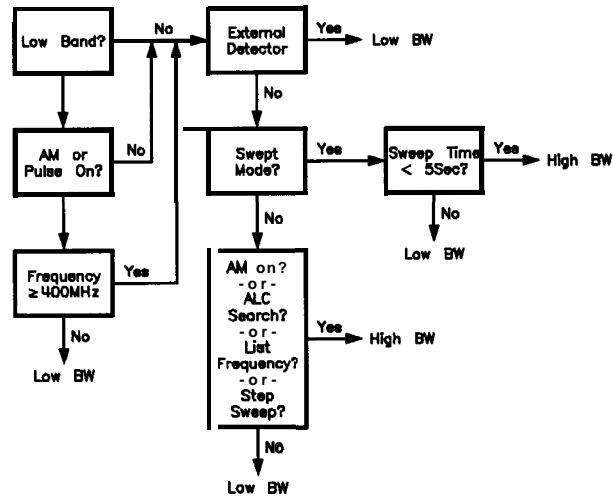 Low Band?
No
External
Detector
Yes
Low BW
No
AM or
Pulse On?
No
Swept
Mode?
Yes
Sweep Time
< 5Sec?
Yes
High BW
No
Low BW
No
Frequency
≥400MHz
Yes
No
Low BW
AM on?
-or-
ALC
Search?
-or-
List
Frequency?
-or-
Step
Sweep?
Yes
High BW
No
Low BW